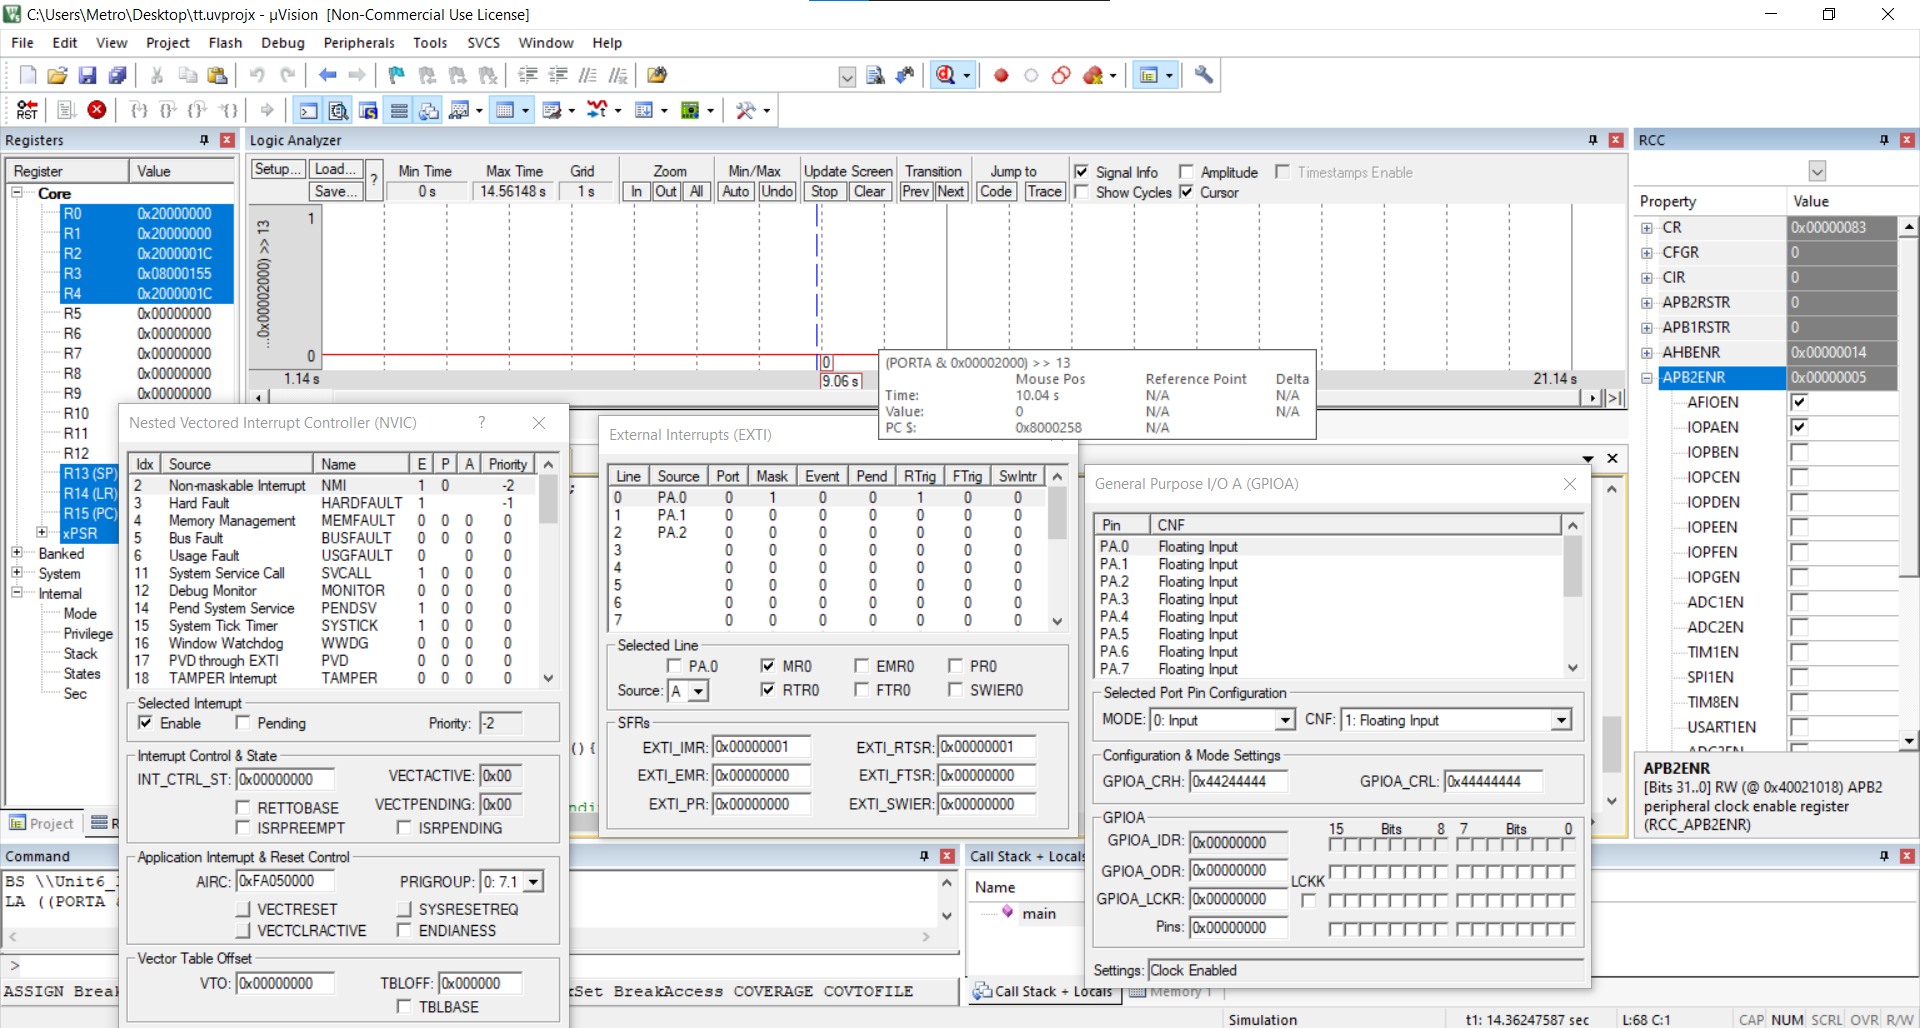 C:\Users\Metro\Desktop\tt.uvprojx - µVision  [Non-Commercial Use License]
File Edit View Project Flash Debug Peripherals Tools SVCS Window Help
RST
Registers
Register Value
Core
R0 0x20000000
R1 0x20000000
R2 0x2000001C
R3 0x08000155
R4 0x2000001C
R5 0x00000000
R6 0x00000000
R7 0x00000000
R8 0x00000000
R9 0x00000000
R10
R11
R12
R13 (SP)
R14 (LR)
R15 (PC)
xPSR
Banked
System
Internal
Mode
Privilege
Stack
States
Sec
Project
Logic Analyzer
Setup... Load... Save... ?
Min Time Max Time Grid Zoom Min/Max Update Screen Transition Jump to
0 s 14.56148 s 1 s In Out All Auto Undo Stop Clear Prev Next Code Trace
Signal Info Amplitude Timestamps Enable
Show Cycles Cursor
...0x00002000) >> 13
1
0
0
1.14 s 9.06 s 21.14 s
(PORTA & 0x00002000) >> 13
Mouse Pos Reference Point Delta
Time: 10.04 s N/A N/A
Value: 0 N/A N/A
PC $: 0x8000258 N/A
RCC
Property Value
CR 0x00000083
CFGR 0
CIR 0
APB2RSTR 0
APB1RSTR 0
AHBENR 0x00000014
APB2ENR 0x00000005
AFIOEN
IOPAEN
IOPBEN
IOPCEN
IOPDEN
IOPEEN
IOPFEN
IOPGEN
ADC1EN
ADC2EN
TIM1EN
SPI1EN
TIM8EN
USART1EN
ADC3EN
APB2ENR
[Bits 31..0] RW (@ 0x40021018) APB2
peripheral clock enable register
(RCC_APB2ENR)
Nested Vectored Interrupt Controller (NVIC) ?
Idx Source Name E P A Priority
2 Non-maskable Interrupt NMI 1 0 -2
3 Hard Fault HARDFAULT 1 -1
4 Memory Management MEMFAULT 0 0 0 0
5 Bus Fault BUSFAULT 0 0 0 0
6 Usage Fault USGFAULT 0 0 0
11 System Service Call SVCALL 1 0 0 0
12 Debug Monitor MONITOR 0 0 0 0
14 Pend System Service PENDSV 1 0 0 0
15 System Tick Timer SYSTICK 1 0 0 0
16 Window Watchdog WWDG 0 0 0 0
17 PVD through EXTI PVD 0 0 0 0
18 TAMPER Interrupt TAMPER 0 0 0 0
Selected Interrupt
Enable Pending Priority: -2
Interrupt Control & State
INT_CTRL_ST: 0x00000000 VECTACTIVE: 0x00
RETTOBASE VECTPENDING: 0x00
ISRPREEMPT ISRPENDING
Application Interrupt & Reset Control
AIRC: 0xFA050000 PRIGROUP: 0: 7.1
VECTRESET SYSRESETREQ
VECTCLRACTIVE ENDIANESS
Vector Table Offset
VTO: 0x00000000 TBLOFF: 0x000000
TBLBASE
External Interrupts (EXTI)
Line Source Port Mask Event Pend RTrig FTrig SwIntr
0 PA.0 0 1 0 0 1 0 0
1 PA.1 0 0 0 0 0 0 0
2 PA.2 0 0 0 0 0 0 0
3 0 0 0 0 0 0 0
4 0 0 0 0 0 0 0
5 0 0 0 0 0 0 0
6 0 0 0 0 0 0 0
7 0 0 0 0 0 0 0
Selected Line
PA.0 MR0 EMR0 PR0
Source: A RTR0 FTR0 SWIER0
SFRs
EXTI_IMR: 0x00000001 EXTI_RTSR: 0x00000001
EXTI_EMR: 0x00000000 EXTI_FTSR: 0x00000000
EXTI_PR: 0x00000000 EXTI_SWIER: 0x00000000
;
(){
ndi
General Purpose I/O A (GPIOA)
Pin CNF
PA.0 Floating Input
PA.1 Floating Input
PA.2 Floating Input
PA.3 Floating Input
PA.4 Floating Input
PA.5 Floating Input
PA.6 Floating Input
PA.7 Floating Input
Selected Port Pin Configuration
MODE: 0: Input CNF: 1: Floating Input
Configuration & Mode Settings
GPIOA_CRH: 0x44244444 GPIOA_CRL: 0x44444444
GPIOA
15 Bits 8 7 Bits 0
GPIOA_IDR: 0x00000000
GPIOA_ODR: 0x00000000
LCKK
GPIOA_LCKR: 0x00000000
Pins: 0x00000000
Settings: Clock Enabled
Command
BS \\Unit6_
LA ((PORTA
>
ASSIGN Break kSet BreakAccess COVERAGE COVTOFILE
Call Stack + Locals
Name
main
Call Stack + Locals Memory 1
Simulation t1: 14.36247587 sec L:68 C:1 CAP NUM SCRL OVR R/W